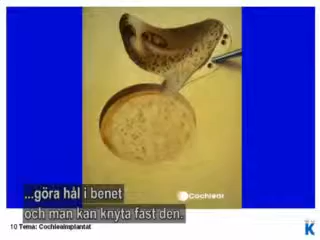 Cochlear
...göra hål i benet
och man kan knyta fast den.
10 Tema: Cochleaimplantat
K